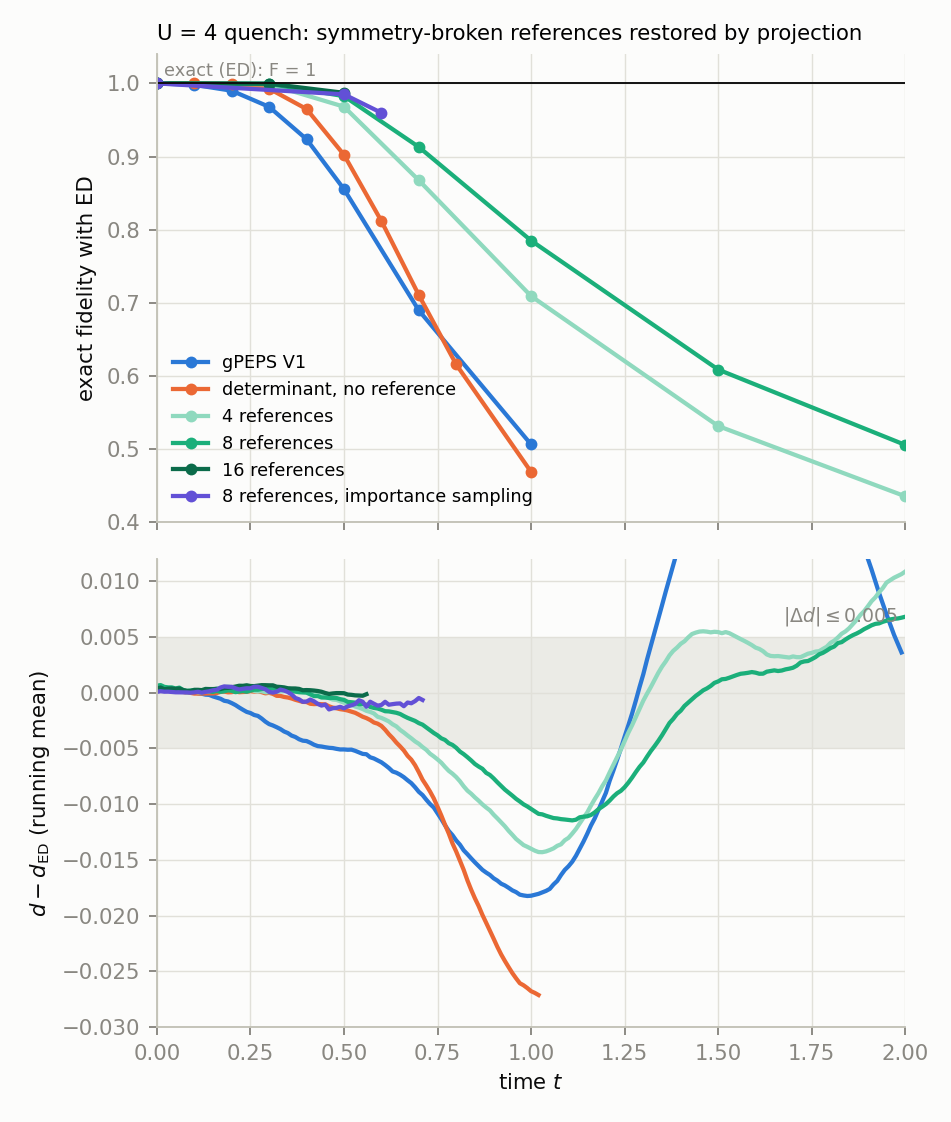 U = 4 quench: symmetry-broken references restored by projection
exact (ED): F = 1
1.0
0.9
0.8
0.7
0.6
0.5
0.4
exact fidelity with ED
gPEPS V1
determinant, no reference
4 references
8 references
16 references
8 references, importance sampling
0.010
0.005
0.000
−0.005
−0.010
−0.015
−0.020
−0.025
−0.030
d − d_ED (running mean)
|Δd| ≤ 0.005
0.00 0.25 0.50 0.75 1.00 1.25 1.50 1.75 2.00
time t